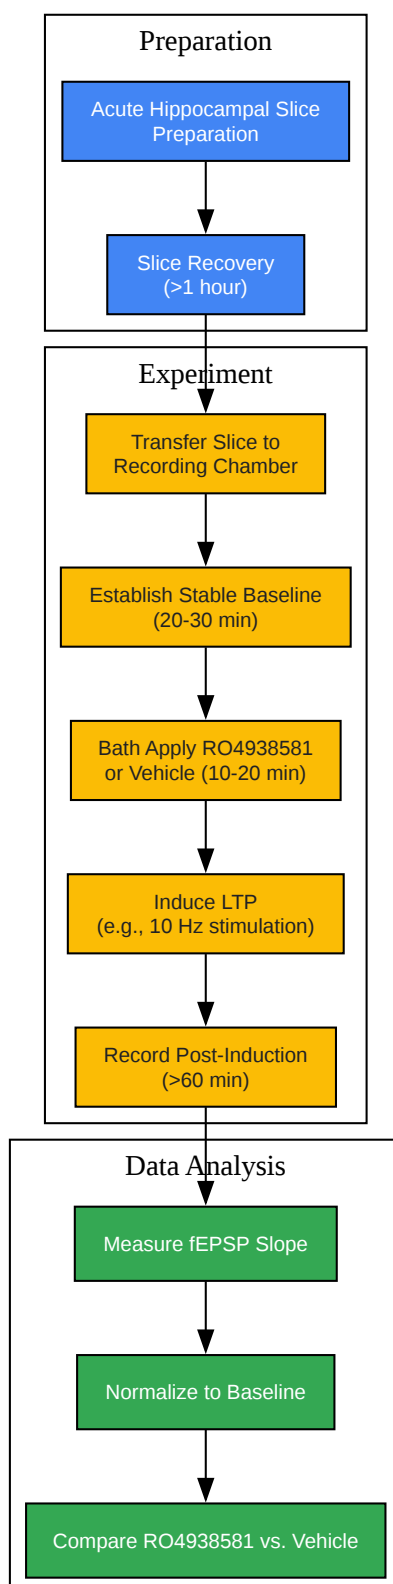 Preparation
Acute Hippocampal Slice
Preparation
Slice Recovery
(>1 hour)
Experiment
Transfer Slice to
Recording Chamber
Establish Stable Baseline
(20-30 min)
Bath Apply RO4938581
or Vehicle (10-20 min)
Induce LTP
(e.g., 10 Hz stimulation)
Record Post-Induction
(>60 min)
Data Analysis
Measure fEPSP Slope
Normalize to Baseline
Compare RO4938581 vs. Vehicle